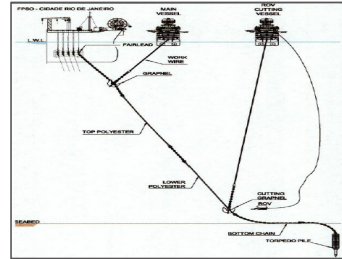 FPSO - CIDADE RIO DE JANEIRO
MAIN
VESSEL
ROV
CUTTING
VESSEL
L.W.L
FAIRLEAD
WORK
WIRE
GRAPNEL
TOP POLYESTER
LOWER
POLYESTER
CUTTING
GRAPNEL
ROV
SEABED
BOTTOM CHAIN
TORPEDO PILE